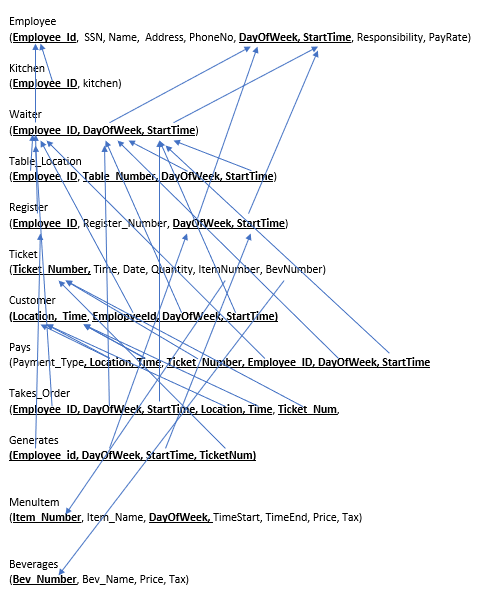 Employee
(Employee_Id, SSN, Name, Address, PhoneNo, DayOfWeek, StartTime, Responsibility, PayRate)
Kitchen
(Employee_ID, kitchen)
Waiter
(Employee_ID, DayOfWeek, StartTime)
Table_Location
(Employee_ID, Table_Number, DayOfWeek, StartTime)
Register
(Employee_ID, Register_Number, DayOfWeek, StartTime)
Ticket
(Ticket_Number, Time, Date, Quantity, ItemNumber, BevNumber)
Customer
(Location, Time, EmplopyeeId, DayOfWeek, StartTime)
Pays
(Payment_Type, Location, Time, Ticket_Number, Employee_ID, DayOfWeek, StartTime
Takes_Order
(Employee_ID, DayOfWeek, StartTime, Location, Time, Ticket_Num,
Generates
(Employee_id, DayOfWeek, StartTime, TicketNum)
MenuItem
(Item_Number, Item_Name, DayOfWeek, TimeStart, TimeEnd, Price, Tax)
Beverages
(Bev_Number, Bev_Name, Price, Tax)